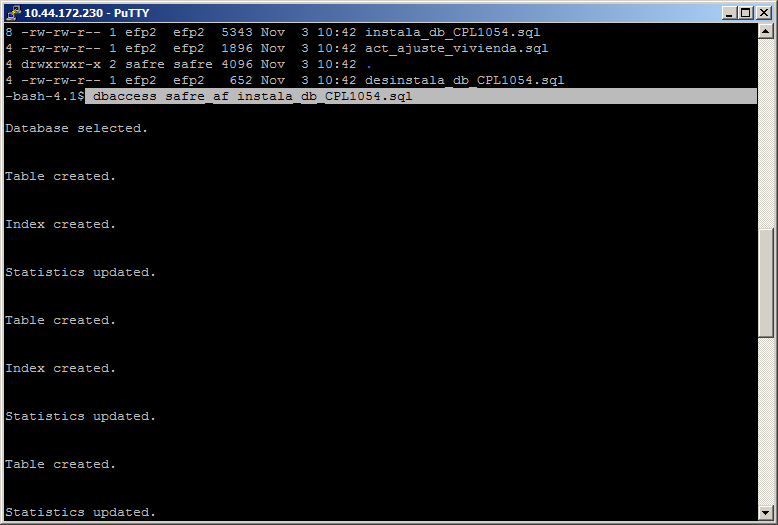 10.44.172.230 - PuTTY
8 -rw-rw-r-- 1 efp2  efp2  5343 Nov  3 10:42 instala_db_CPL1054.sql
4 -rw-rw-r-- 1 efp2  efp2  1896 Nov  3 10:42 act_ajuste_vivienda.sql
4 drwxrwxr-x 2 safre safre 4096 Nov  3 10:42 .
4 -rw-rw-r-- 1 efp2  efp2   652 Nov  3 10:42 desinstala_db_CPL1054.sql
-bash-4.1$ dbaccess safre_af instala_db_CPL1054.sql
Database selected.
Table created.
Index created.
Statistics updated.
Table created.
Index created.
Statistics updated.
Table created.
Statistics updated.